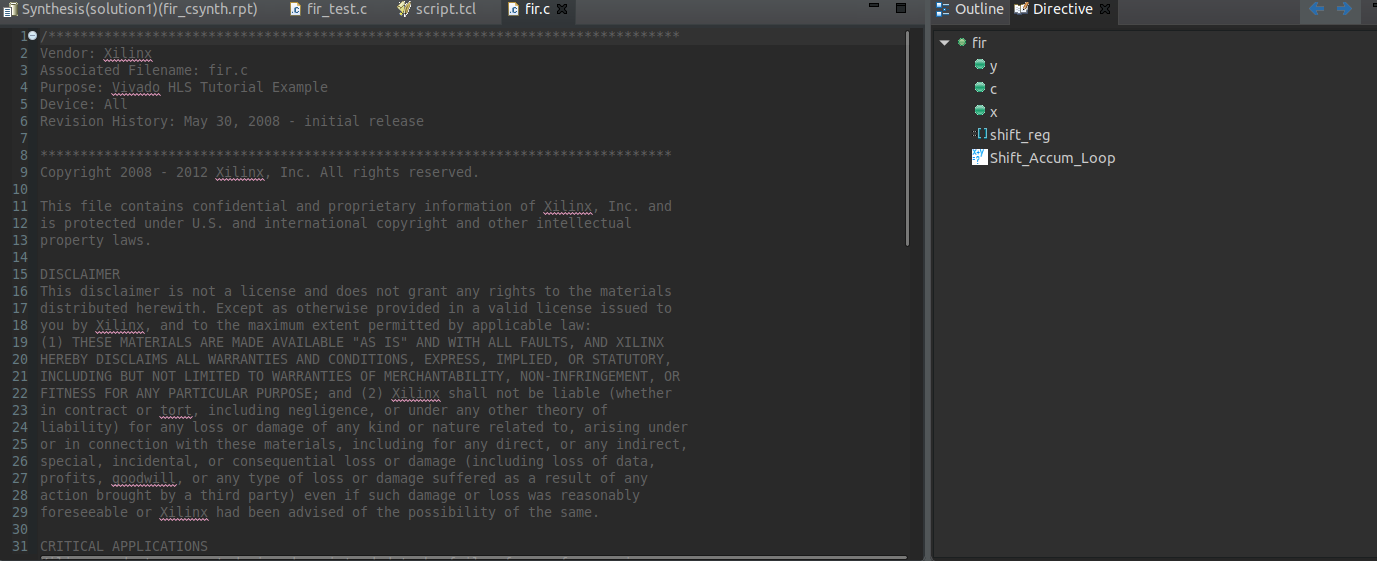 Synthesis(solution1)(fir_csynth.rpt) fir_test.c script.tcl fir.c
1 /*******************************************************************************
2 Vendor: Xilinx
3 Associated Filename: fir.c
4 Purpose: Vivado HLS Tutorial Example
5 Device: All
6 Revision History: May 30, 2008 - initial release
7
8 *******************************************************************************
9 Copyright 2008 - 2012 Xilinx, Inc. All rights reserved.
10
11 This file contains confidential and proprietary information of Xilinx, Inc. and
12 is protected under U.S. and international copyright and other intellectual
13 property laws.
14
15 DISCLAIMER
16 This disclaimer is not a license and does not grant any rights to the materials
17 distributed herewith. Except as otherwise provided in a valid license issued to
18 you by Xilinx, and to the maximum extent permitted by applicable law:
19 (1) THESE MATERIALS ARE MADE AVAILABLE "AS IS" AND WITH ALL FAULTS, AND XILINX
20 HEREBY DISCLAIMS ALL WARRANTIES AND CONDITIONS, EXPRESS, IMPLIED, OR STATUTORY,
21 INCLUDING BUT NOT LIMITED TO WARRANTIES OF MERCHANTABILITY, NON-INFRINGEMENT, OR
22 FITNESS FOR ANY PARTICULAR PURPOSE; and (2) Xilinx shall not be liable (whether
23 in contract or tort, including negligence, or under any other theory of
24 liability) for any loss or damage of any kind or nature related to, arising under
25 or in connection with these materials, including for any direct, or any indirect,
26 special, incidental, or consequential loss or damage (including loss of data,
27 profits, goodwill, or any type of loss or damage suffered as a result of any
28 action brought by a third party) even if such damage or loss was reasonably
29 foreseeable or Xilinx had been advised of the possibility of the same.
30
31 CRITICAL APPLICATIONS
Outline Directive
fir
y
c
x
shift_reg
Shift_Accum_Loop